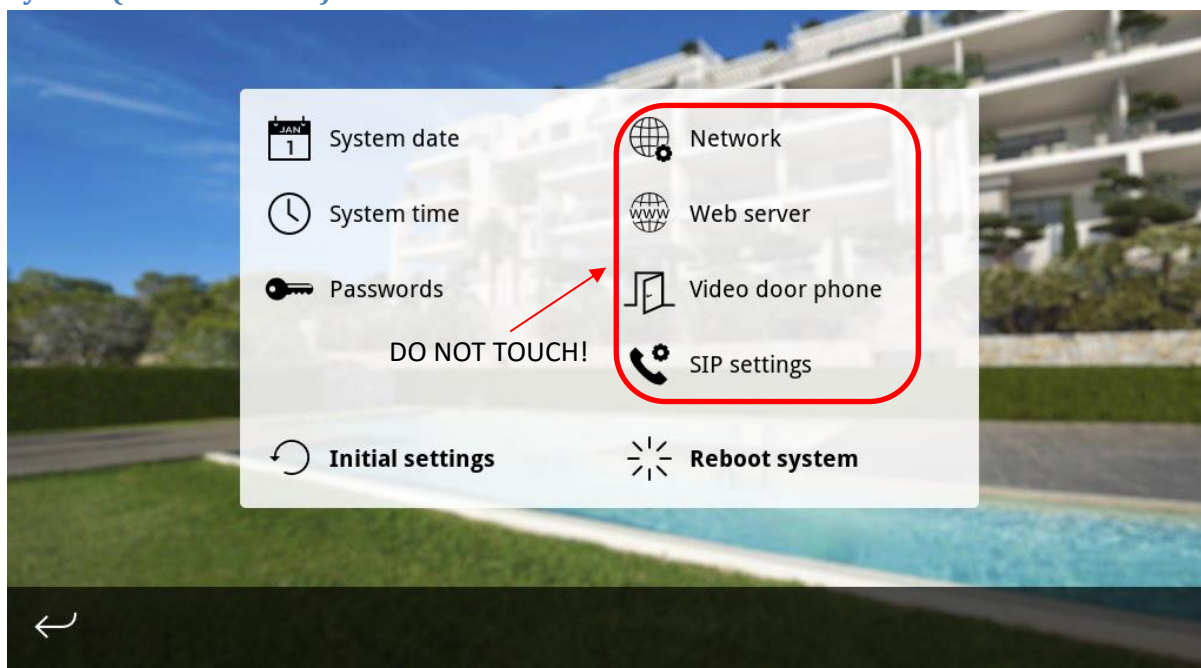 JAN
1
System date
Network
System time
www
Web server
Passwords
Video door phone
DO NOT TOUCH!
SIP settings
Initial settings
Reboot system